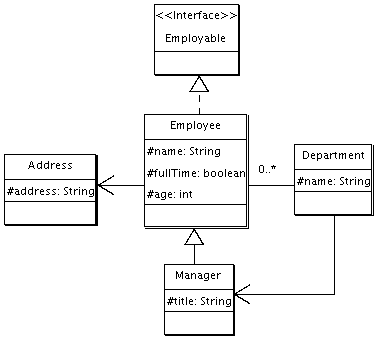 <<Interface>>
Employable
Employee
#name: String
#fullTime: boolean
#age: int
Address
#address: String
0..*
Department
#name: String
Manager
#title: String